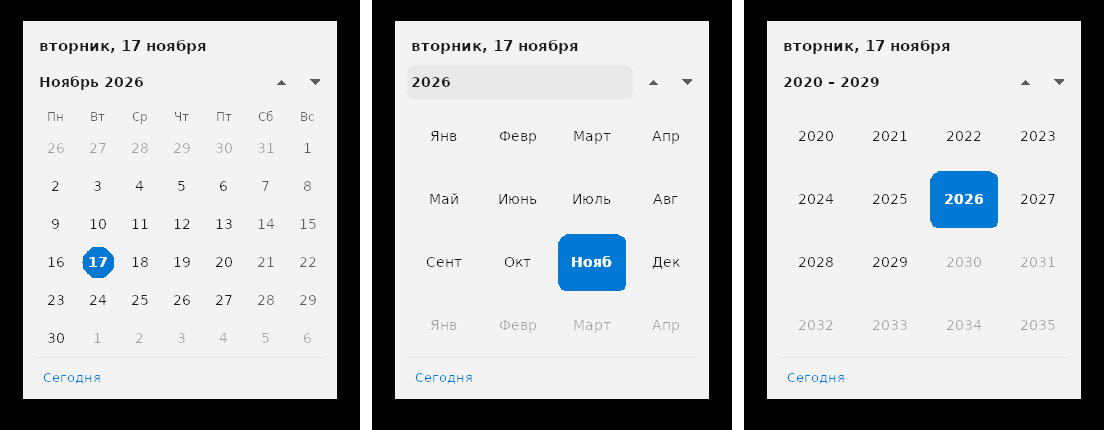 вторник, 17 ноября
Ноябрь 2026
Пн Вт Ср Чт Пт Сб Вс
26 27 28 29 30 31 1
2 3 4 5 6 7 8
9 10 11 12 13 14 15
16 17 18 19 20 21 22
23 24 25 26 27 28 29
30 1 2 3 4 5 6
Сегодня
вторник, 17 ноября
2026
Янв Февр Март Апр
Май Июнь Июль Авг
Сент Окт Нояб Дек
Янв Февр Март Апр
Сегодня
вторник, 17 ноября
2020 – 2029
2020 2021 2022 2023
2024 2025 2026 2027
2028 2029 2030 2031
2032 2033 2034 2035
Сегодня